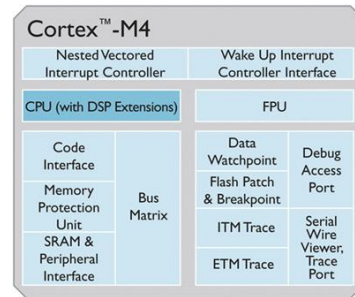 Cortex™-M4
Nested Vectored
Interrupt Controller
Wake Up Interrupt
Controller Interface
CPU (with DSP Extensions)
FPU
Code
Interface
Memory
Protection
Unit
SRAM &
Peripheral
Interface
Bus
Matrix
Data
Watchpoint
Flash Patch
& Breakpoint
ITM Trace
ETM Trace
Debug
Access
Port
Serial
Wire
Viewer,
Trace
Port